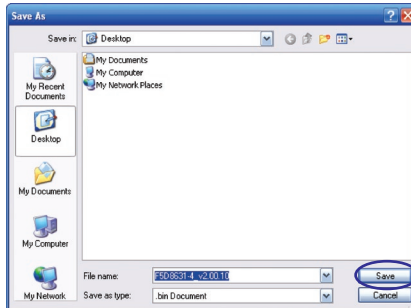 Save As
Save in: Desktop
My Documents
My Computer
My Network Places
My Recent
Documents
Desktop
My Documents
My Computer
My Network
File name: F5D8631-4_v2.00.10
Save
Save as type: .bin Document
Cancel